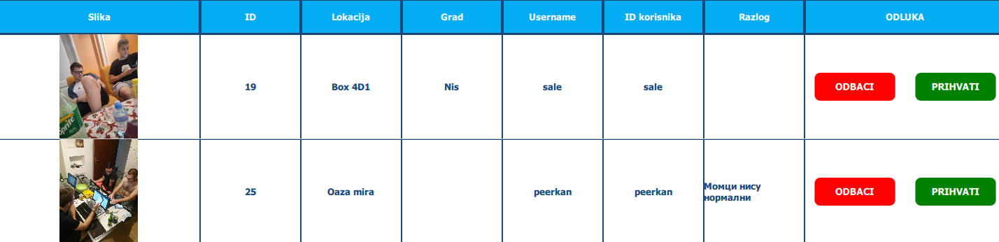 Slika ID Lokacija Grad Username ID korisnika Razlog ODLUKA
Sprite
19 Box 4D1 Nis sale sale ODBACI PRIHVATI
25 Oaza mira peerkan peerkan Момци нису
нормални ODBACI PRIHVATI